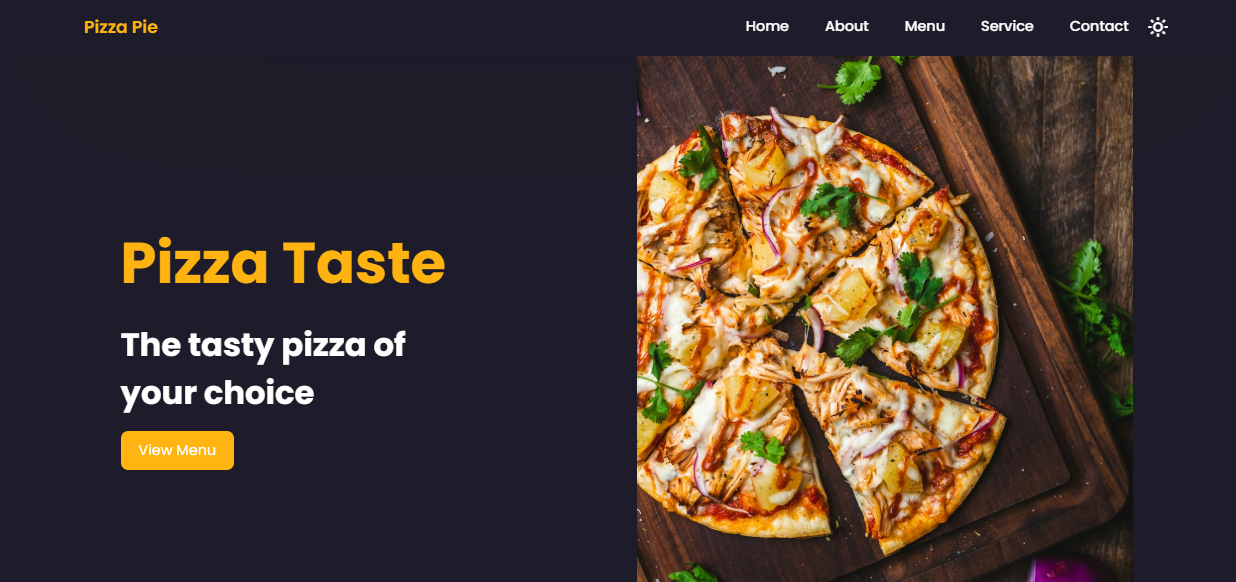 Pizza Pie
Home About Menu Service Contact
Pizza Taste
The tasty pizza of
your choice
View Menu